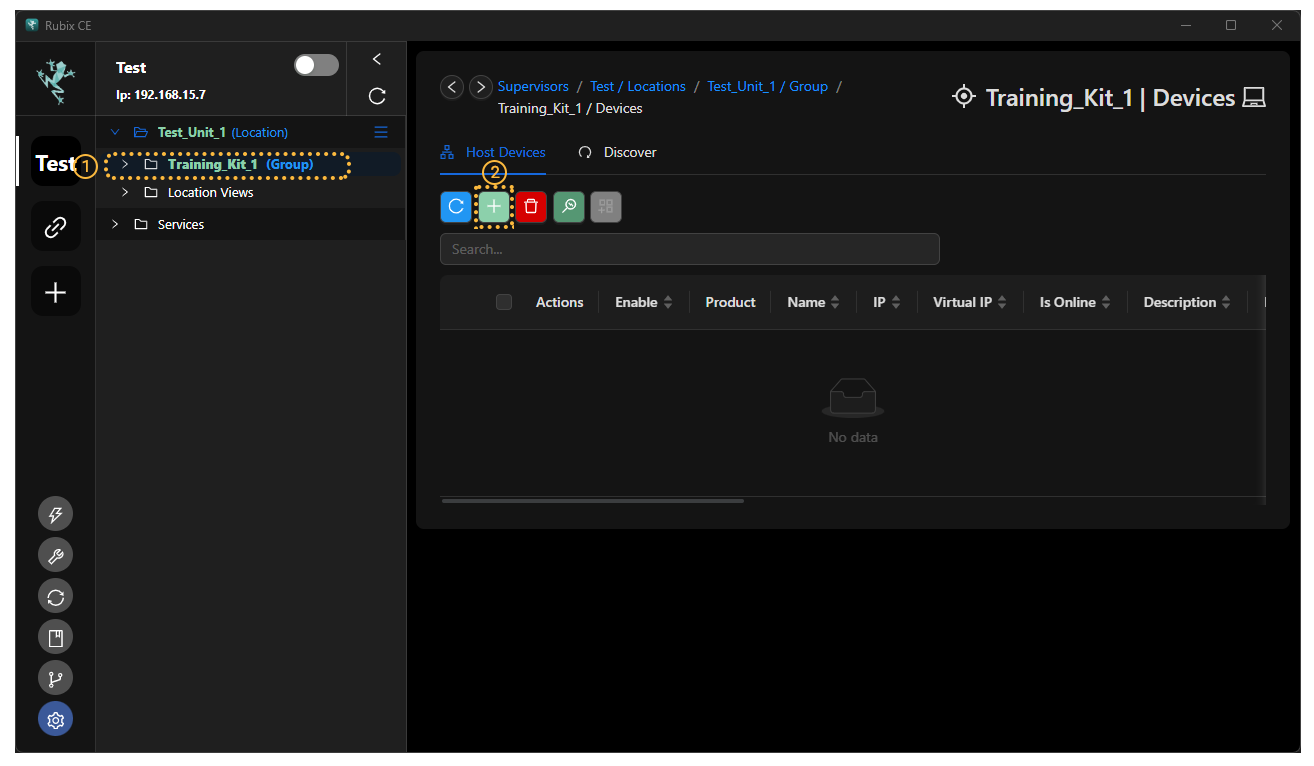 Rubix CE
Test
Ip: 192.168.15.7
Test
Test_Unit_1 (Location)
1
Training_Kit_1 (Group)
Location Views
Services
Supervisors / Test / Locations / Test_Unit_1 / Group /
Training_Kit_1 / Devices
Training_Kit_1 | Devices
Host Devices
Discover
2
Search...
Actions
Enable
Product
Name
IP
Virtual IP
Is Online
Description
No data